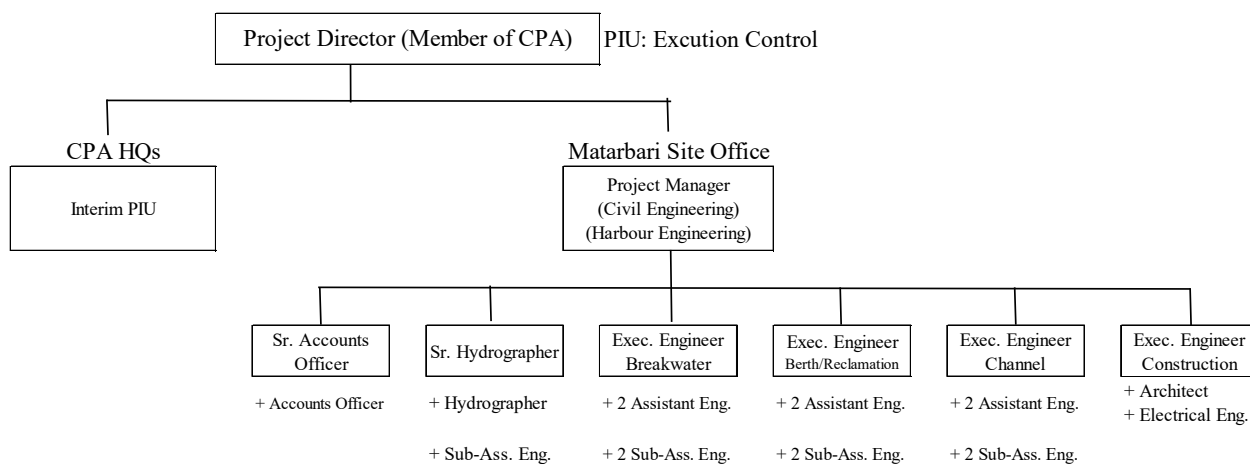 Project Director (Member of CPA) PIU: Excution Control
CPA HQs
Interim PIU
Matarbari Site Office
Project Manager
(Civil Engineering)
(Harbour Engineering)
Sr. Accounts
Officer
+ Accounts Officer
Sr. Hydrographer
+ Hydrographer
+ Sub-Ass. Eng.
Exec. Engineer
Breakwater
+ 2 Assistant Eng.
+ 2 Sub-Ass. Eng.
Exec. Engineer
Berth/Reclamation
+ 2 Assistant Eng.
+ 2 Sub-Ass. Eng.
Exec. Engineer
Channel
+ 2 Assistant Eng.
+ 2 Sub-Ass. Eng.
Exec. Engineer
Construction
+ Architect
+ Electrical Eng.